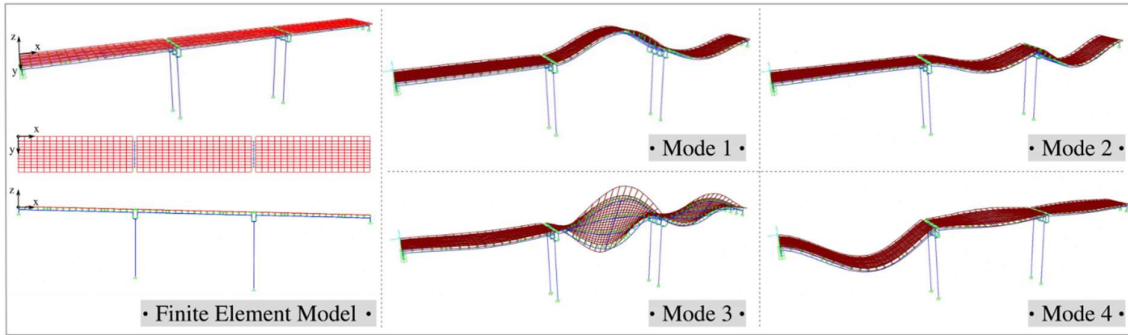 z
x
y
x
y
z
x
• Finite Element Model •
• Mode 1 •
• Mode 2 •
• Mode 3 •
• Mode 4 •